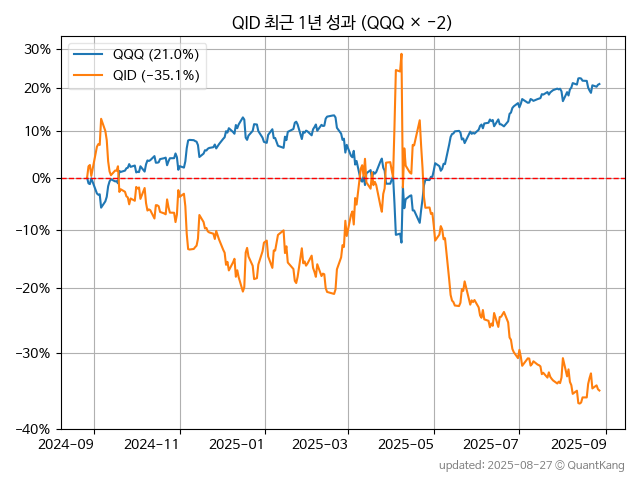 QID 최근 1년 성과 (QQQ × −2)
QQQ (21.0%)
QID (−35.1%)
30%
20%
10%
0%
−10%
−20%
−30%
−40%
2024-09 2024-11 2025-01 2025-03 2025-05 2025-07 2025-09
updated: 2025-08-27 © QuantKang